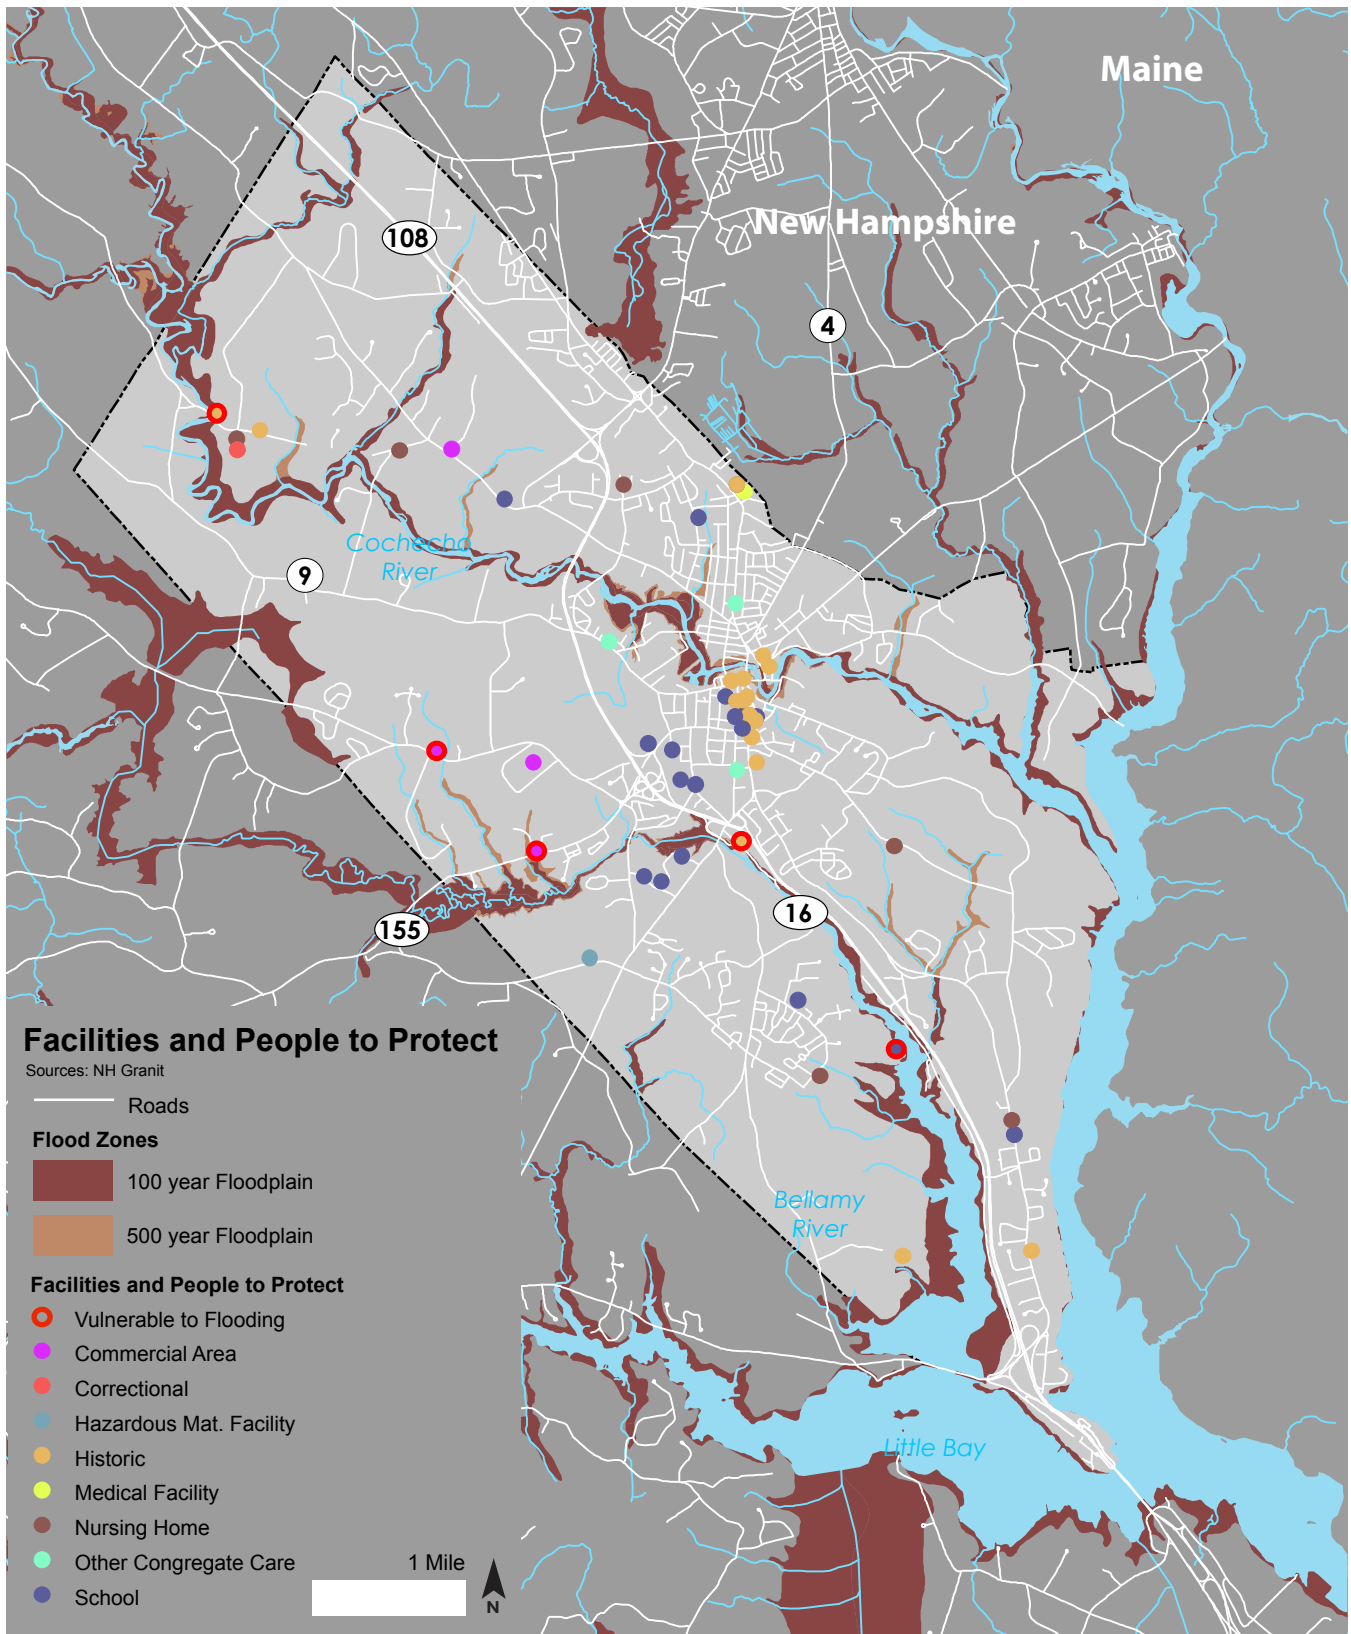 Maine
New Hampshire
108
4
Cochecho
River
9
16
155
Bellamy
River
Little Bay
Facilities and People to Protect
Sources: NH Granit
Roads
Flood Zones
100 year Floodplain
500 year Floodplain
Facilities and People to Protect
Vulnerable to Flooding
Commercial Area
Correctional
Hazardous Mat. Facility
Historic
Medical Facility
Nursing Home
Other Congregate Care
School
1 Mile
N